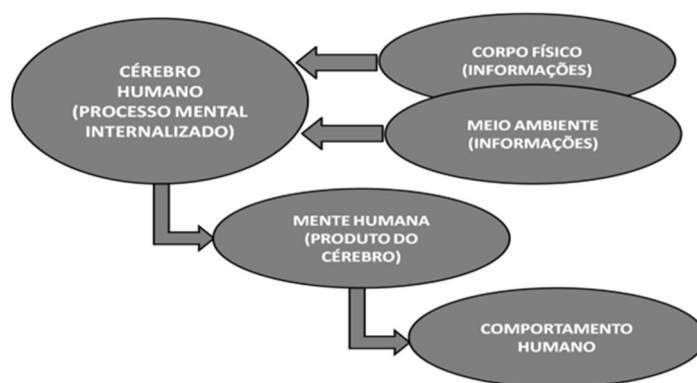 CÉREBRO
HUMANO
(PROCESSO MENTAL
INTERNALIZADO)
CORPO FÍSICO
(INFORMAÇÕES)
MEIO AMBIENTE
(INFORMAÇÕES)
MENTE HUMANA
(PRODUTO DO
CÉREBRO)
COMPORTAMENTO
HUMANO